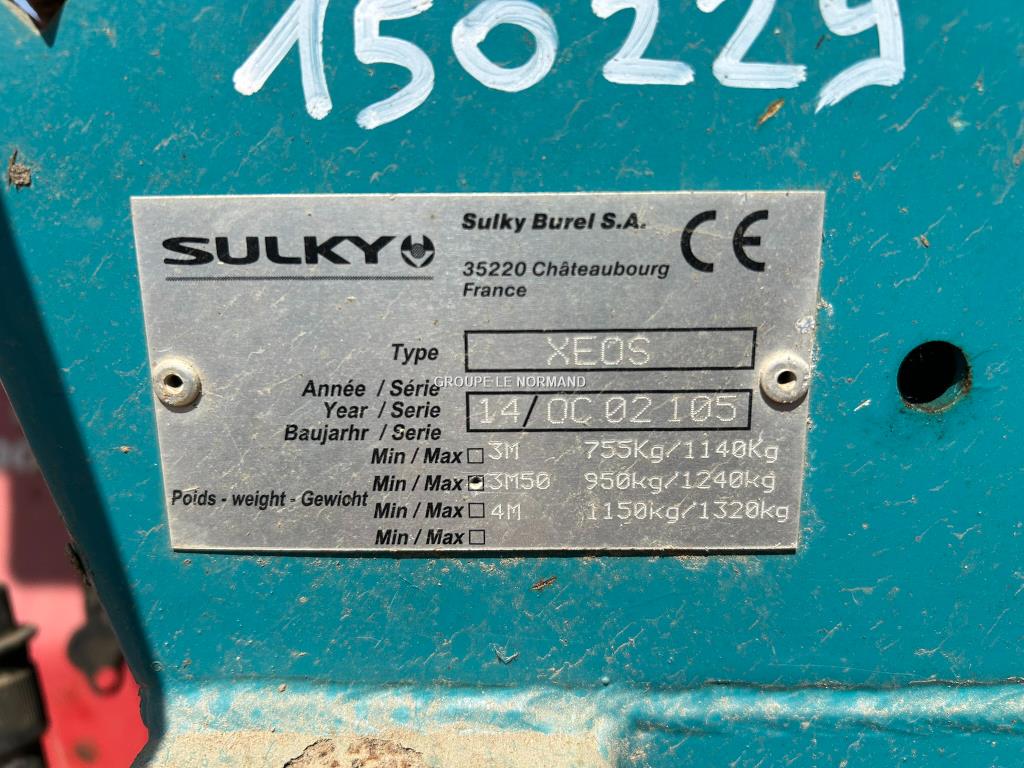 150229
SULKY
Sulky Burel S.A.
35220 Châteaubourg
France
CE
Type XEOS
Année / Série
Year / Serie 14/OC 02 105
Baujarhr / Serie
GROUPE LE NORMAND
Poids - weight - Gewicht
Min / Max 3M 755Kg/1140Kg
Min / Max 3M50 950kg/1240kg
Min / Max 4M 1150kg/1320kg
Min / Max